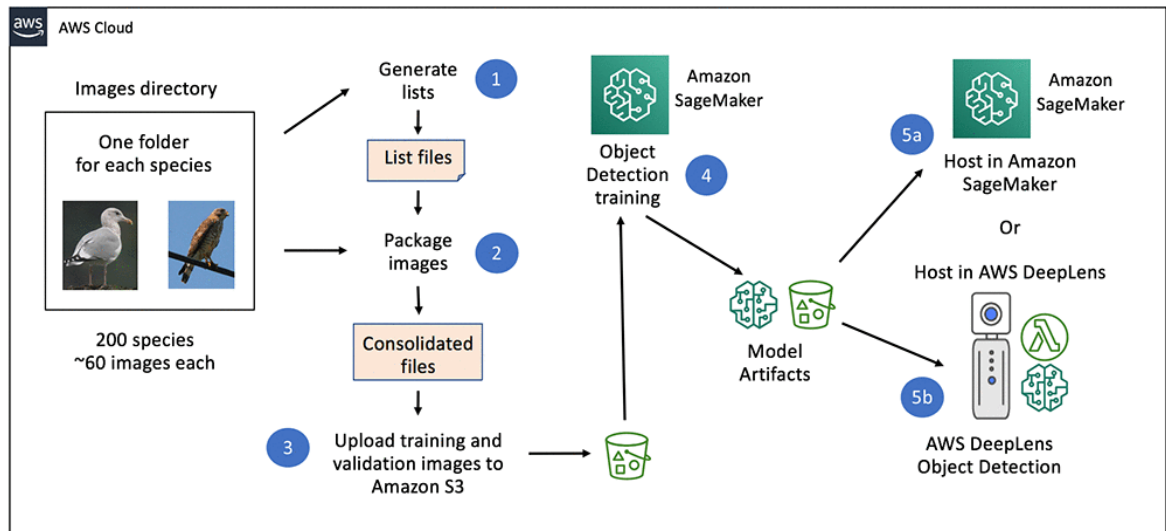 aws
AWS Cloud
Images directory
One folder
for each species
200 species
~60 images each
Generate
lists
1
List files
Package
images
2
Consolidated
files
3
Upload training and
validation images to
Amazon S3
Amazon
SageMaker
Object
Detection
training
4
Model
Artifacts
Amazon
SageMaker
5a
Host in Amazon
SageMaker
Or
Host in AWS DeepLens
5b
AWS DeepLens
Object Detection